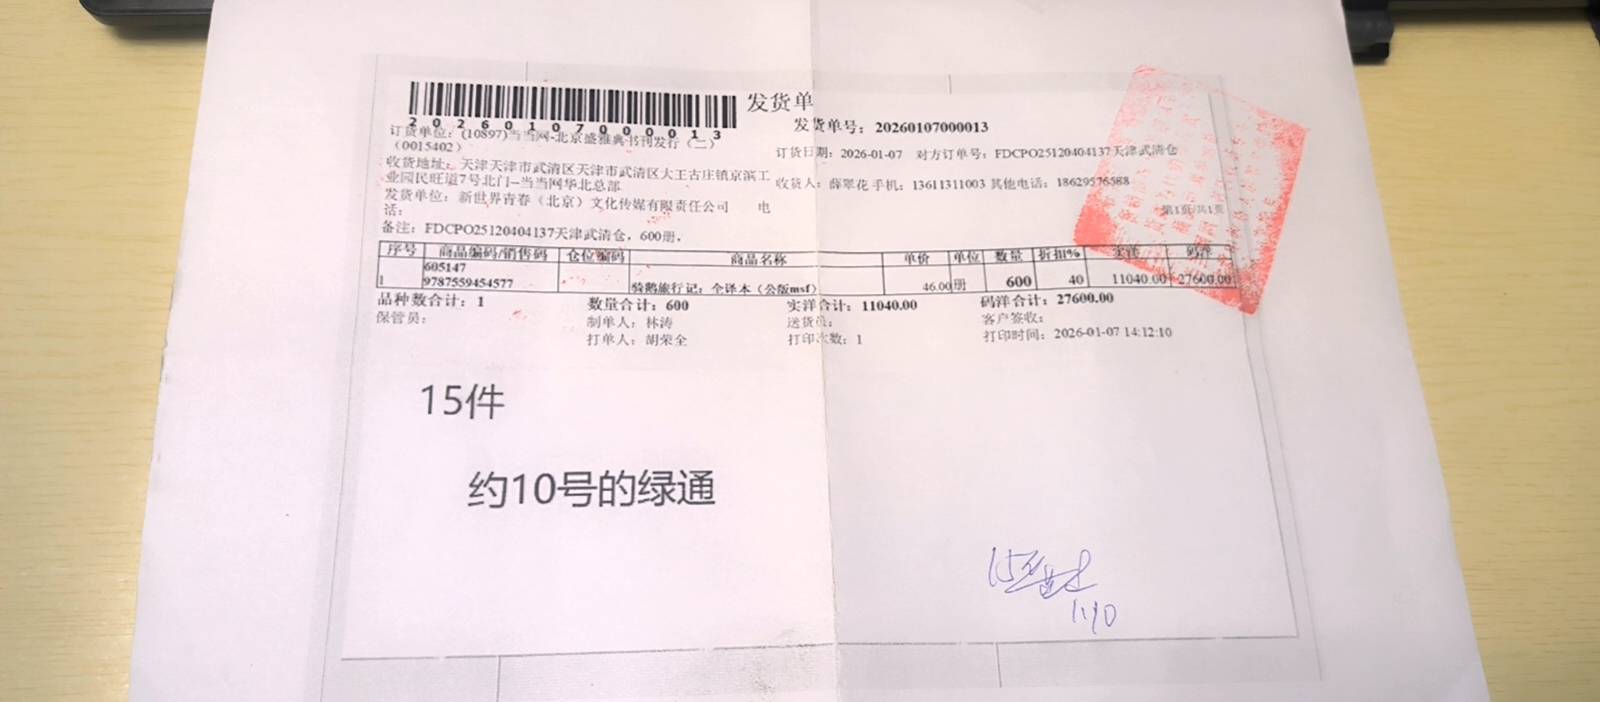 发货单
20260107000013
发货单号：20260107000013
订货单位：(10897)当当网-北京盛雅典书刊发行（二）
（0015402）
订货日期：2026-01-07 对方订单号：FDCPO25120404137天津武清仓
收货地址：天津天津市武清区天津市武清区大王古庄镇京滨工
业园民旺道7号北门--当当网华北总部
收货人：薛翠花 手机：13611311003 其他电话：18629576588
发货单位：新世界青春（北京）文化传媒有限责任公司 电
话：
第1页/共1页
备注：FDCPO25120404137天津武清仓，600册，
序号 商品编码/销售码 仓位编码 商品名称 单价 单位 数量 折扣% 实洋 码洋
605147
1 9787559454577 骑鹅旅行记：全译本（公版msf） 46.00 册 600 40 11040.00 27600.00
品种数合计：1 数量合计：600 实洋合计：11040.00 码洋合计：27600.00
保管员： 制单人：林涛 送货员： 客户签收：
打单人：胡荣全 打印次数：1 打印时间：2026-01-07 14:12:10
15件
约10号的绿通
15
1.10